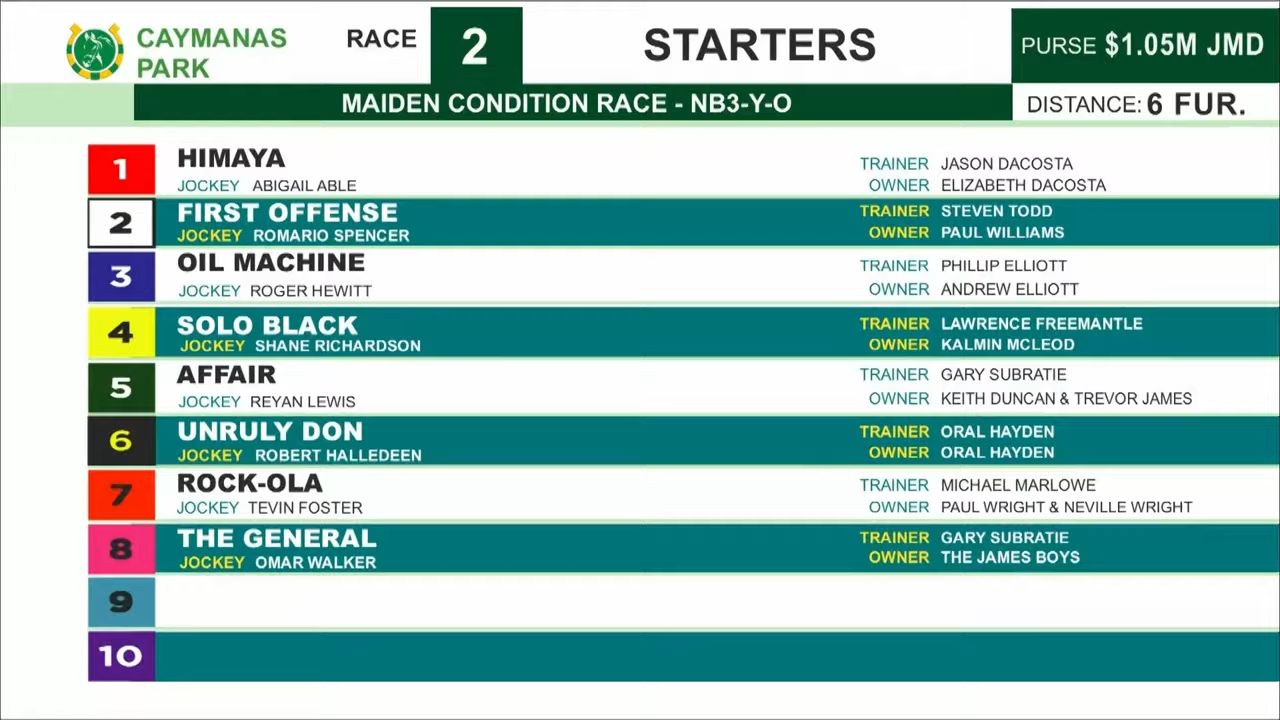 CAYMANAS PARK
RACE 2 STARTERS PURSE $1.05M JMD
MAIDEN CONDITION RACE - NB3-Y-O DISTANCE: 6 FUR.
1 HIMAYA TRAINER JASON DACOSTA
JOCKEY ABIGAIL ABLE OWNER ELIZABETH DACOSTA
2 FIRST OFFENSE TRAINER STEVEN TODD
JOCKEY ROMARIO SPENCER OWNER PAUL WILLIAMS
3 OIL MACHINE TRAINER PHILLIP ELLIOTT
JOCKEY ROGER HEWITT OWNER ANDREW ELLIOTT
4 SOLO BLACK TRAINER LAWRENCE FREEMANTLE
JOCKEY SHANE RICHARDSON OWNER KALMIN MCLEOD
5 AFFAIR TRAINER GARY SUBRATIE
JOCKEY REYAN LEWIS OWNER KEITH DUNCAN & TREVOR JAMES
6 UNRULY DON TRAINER ORAL HAYDEN
JOCKEY ROBERT HALLEDEEN OWNER ORAL HAYDEN
7 ROCK-OLA TRAINER MICHAEL MARLOWE
JOCKEY TEVIN FOSTER OWNER PAUL WRIGHT & NEVILLE WRIGHT
8 THE GENERAL TRAINER GARY SUBRATIE
JOCKEY OMAR WALKER OWNER THE JAMES BOYS
9
10